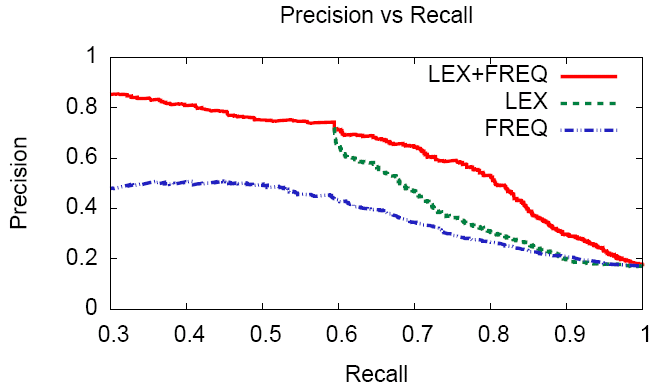 Precision vs Recall
1
0.8
0.6
0.4
0.2
0
Precision
LEX+FREQ
LEX
FREQ
0.3 0.4 0.5 0.6 0.7 0.8 0.9 1
Recall